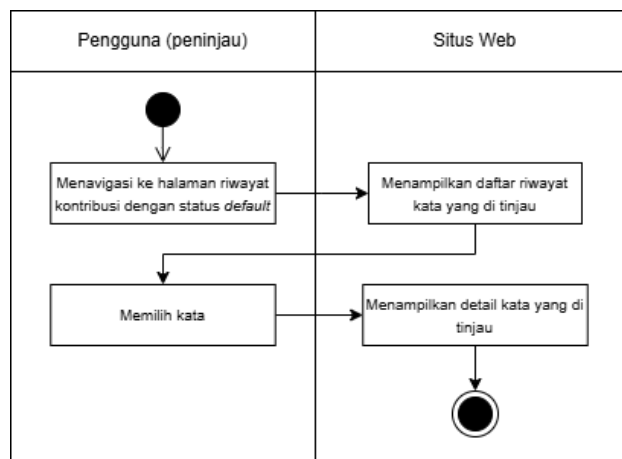 Pengguna (peninjau)
Situs Web
Menavigasi ke halaman riwayat
kontribusi dengan status default
Menampilkan daftar riwayat
kata yang di tinjau
Memilih kata
Menampilkan detail kata yang di
tinjau